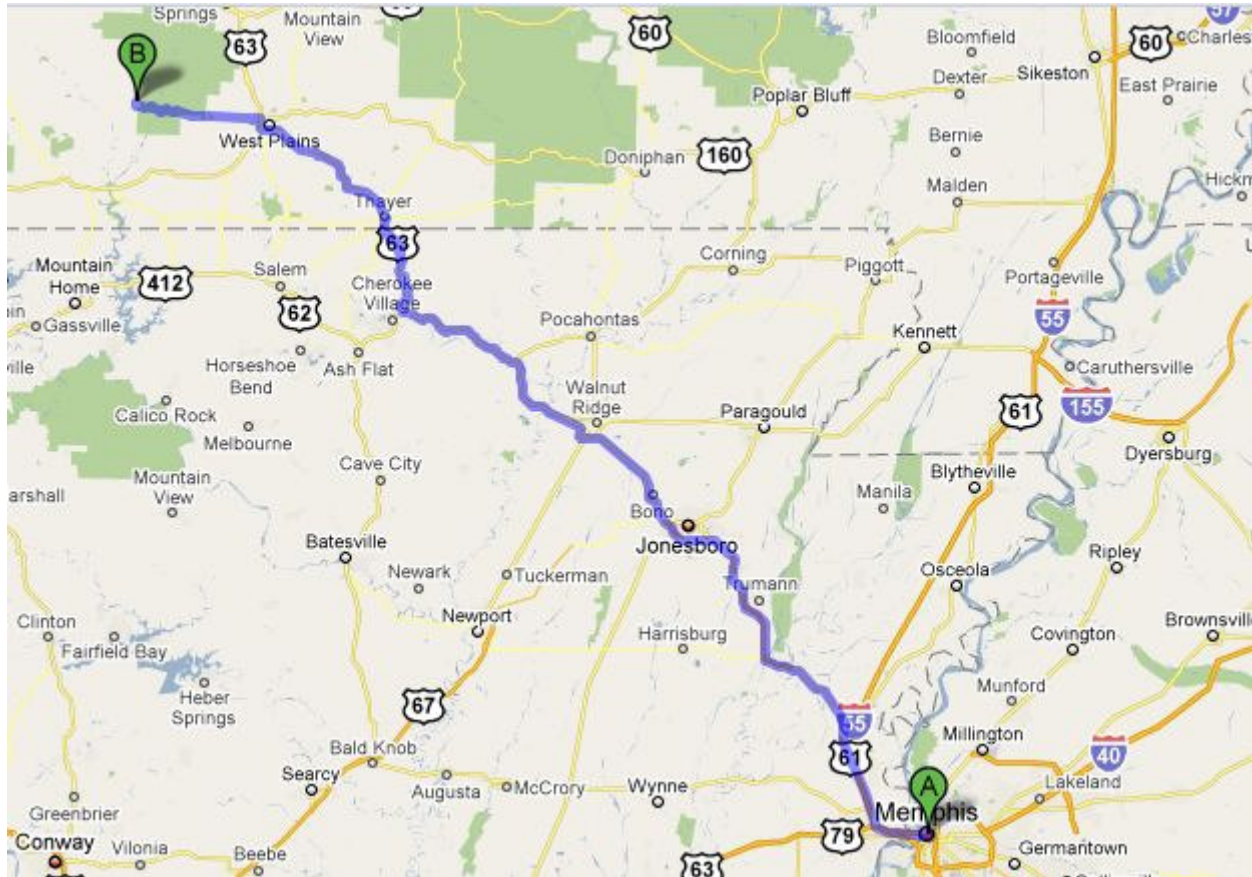 Springs
Mountain
View
63
60
57
Bloomfield
60
Charles
B
Dexter
Sikeston
East Prairie
Poplar Bluff
West Plains
Bernie
Doniphan
160
Malden
Hickm
Thayer
63
Corning
Piggott
Portageville
Mountain
Home
412
Salem
Cherokee
Village
62
Gassville
Pocahontas
Kennett
55
Horseshoe
Bend
Ash Flat
Caruthersville
Walnut
Ridge
Paragould
61
155
Calico Rock
Melbourne
Dyersburg
Cave City
Blytheville
Mountain
View
arshall
Manila
Bono
Jonesboro
Batesville
Ripley
Newark
Tuckerman
Osceola
Trumann
Newport
Clinton
Fairfield Bay
Harrisburg
Covington
Brownsville
Heber
Springs
67
Munford
55
Millington
Bald Knob
61
40
Searcy
Augusta
McCrory
Wynne
A
Lakeland
Greenbrier
Memphis
79
Conway
Vilonia
Beebe
63
Germantown